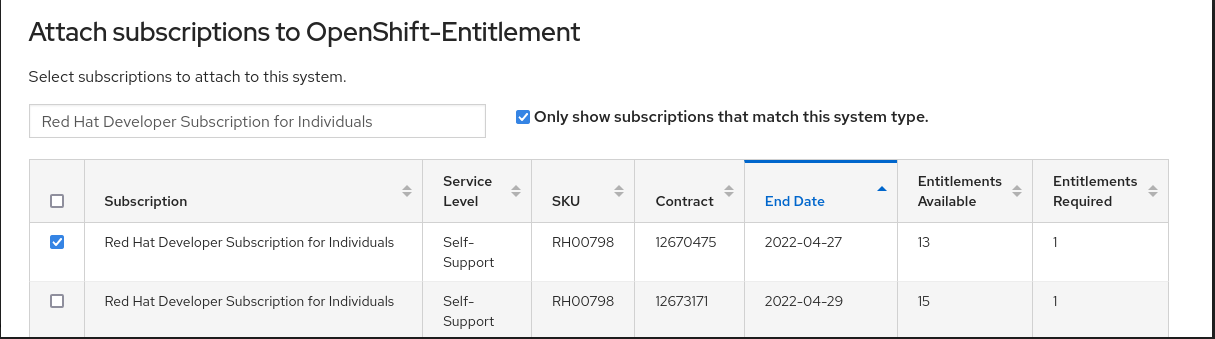 Attach subscriptions to OpenShift-Entitlement
Select subscriptions to attach to this system.
Red Hat Developer Subscription for Individuals
Only show subscriptions that match this system type.
Subscription
Service
Level
SKU
Contract
End Date
Entitlements
Available
Entitlements
Required
Red Hat Developer Subscription for Individuals
Self-
Support
RH00798
12670475
2022-04-27
13
1
Red Hat Developer Subscription for Individuals
Self-
Support
RH00798
12673171
2022-04-29
15
1